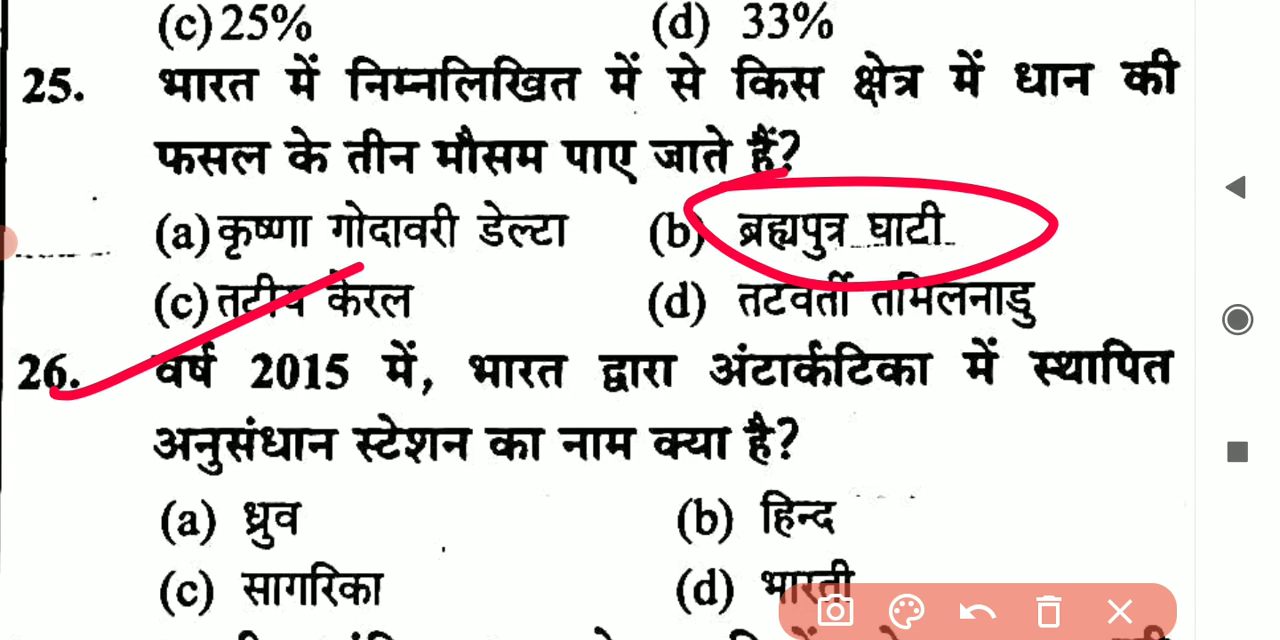 (c) 25% (d) 33%
25. भारत में निम्नलिखित में से किस क्षेत्र में धान की
फसल के तीन मौसम पाए जाते हैं?
(a) कृष्णा गोदावरी डेल्टा (b) ब्रह्मपुत्र घाटी
(c) तटीय केरल (d) तटवर्ती तमिलनाडु
26. वर्ष 2015 में, भारत द्वारा अंटार्कटिका में स्थापित
अनुसंधान स्टेशन का नाम क्या है?
(a) ध्रुव (b) हिन्द
(c) सागरिका (d) भारती